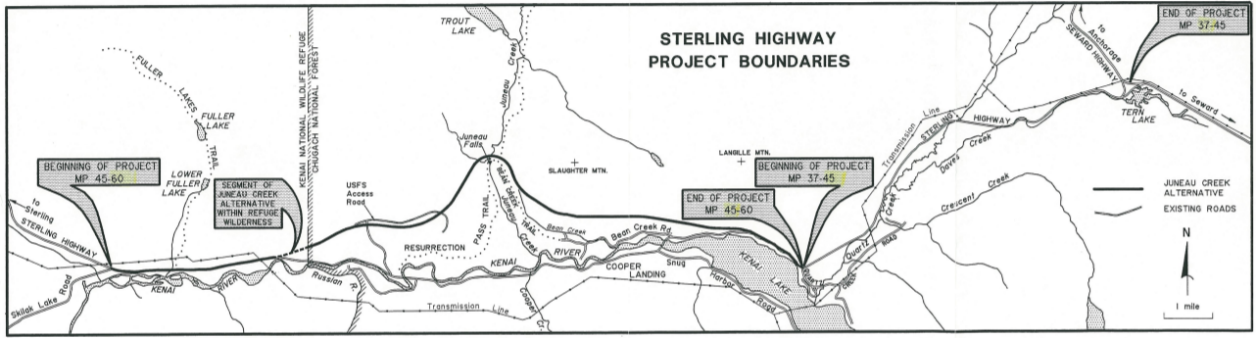 STERLING HIGHWAY
PROJECT BOUNDARIES
END OF PROJECT
MP 37-45
to
Anchorage
SEWARD HIGHWAY
to Seward
TERN
LAKE
TROUT
LAKE
Juneau Creek
FULLER
LAKES
TRAIL
FULLER
LAKE
LOWER
FULLER
LAKE
KENAI NATIONAL WILDLIFE REFUGE
CHUGACH NATIONAL FOREST
BEGINNING OF PROJECT
MP 45-60
SEGMENT OF
JUNEAU CREEK
ALTERNATIVE
WITHIN REFUGE
WILDERNESS
USFS
Access
Road
Juneau
Falls
SLAUGHTER MTN.
LANGILLE MTN.
BEGINNING OF PROJECT
MP 37-45
END OF PROJECT
MP 45-60
Transmission Line
STERLING
HIGHWAY
Daves Creek
Crescent Creek
JUNEAU CREEK
ALTERNATIVE
EXISTING ROADS
N
1 mile
to
Sterling
STERLING HIGHWAY
Skilak Lake
Road
KENAI
RIVER
Russian R.
RESURRECTION
PASS TRAIL
TRAIL
Juneau
Creek
Bean Creek
Bean Creek Rd.
KENAI
RIVER
COOPER
LANDING
Snug
Harbor
Road
KENAI
LAKE
Quartz
Creek
ROAD
Transmission Line
Cooper